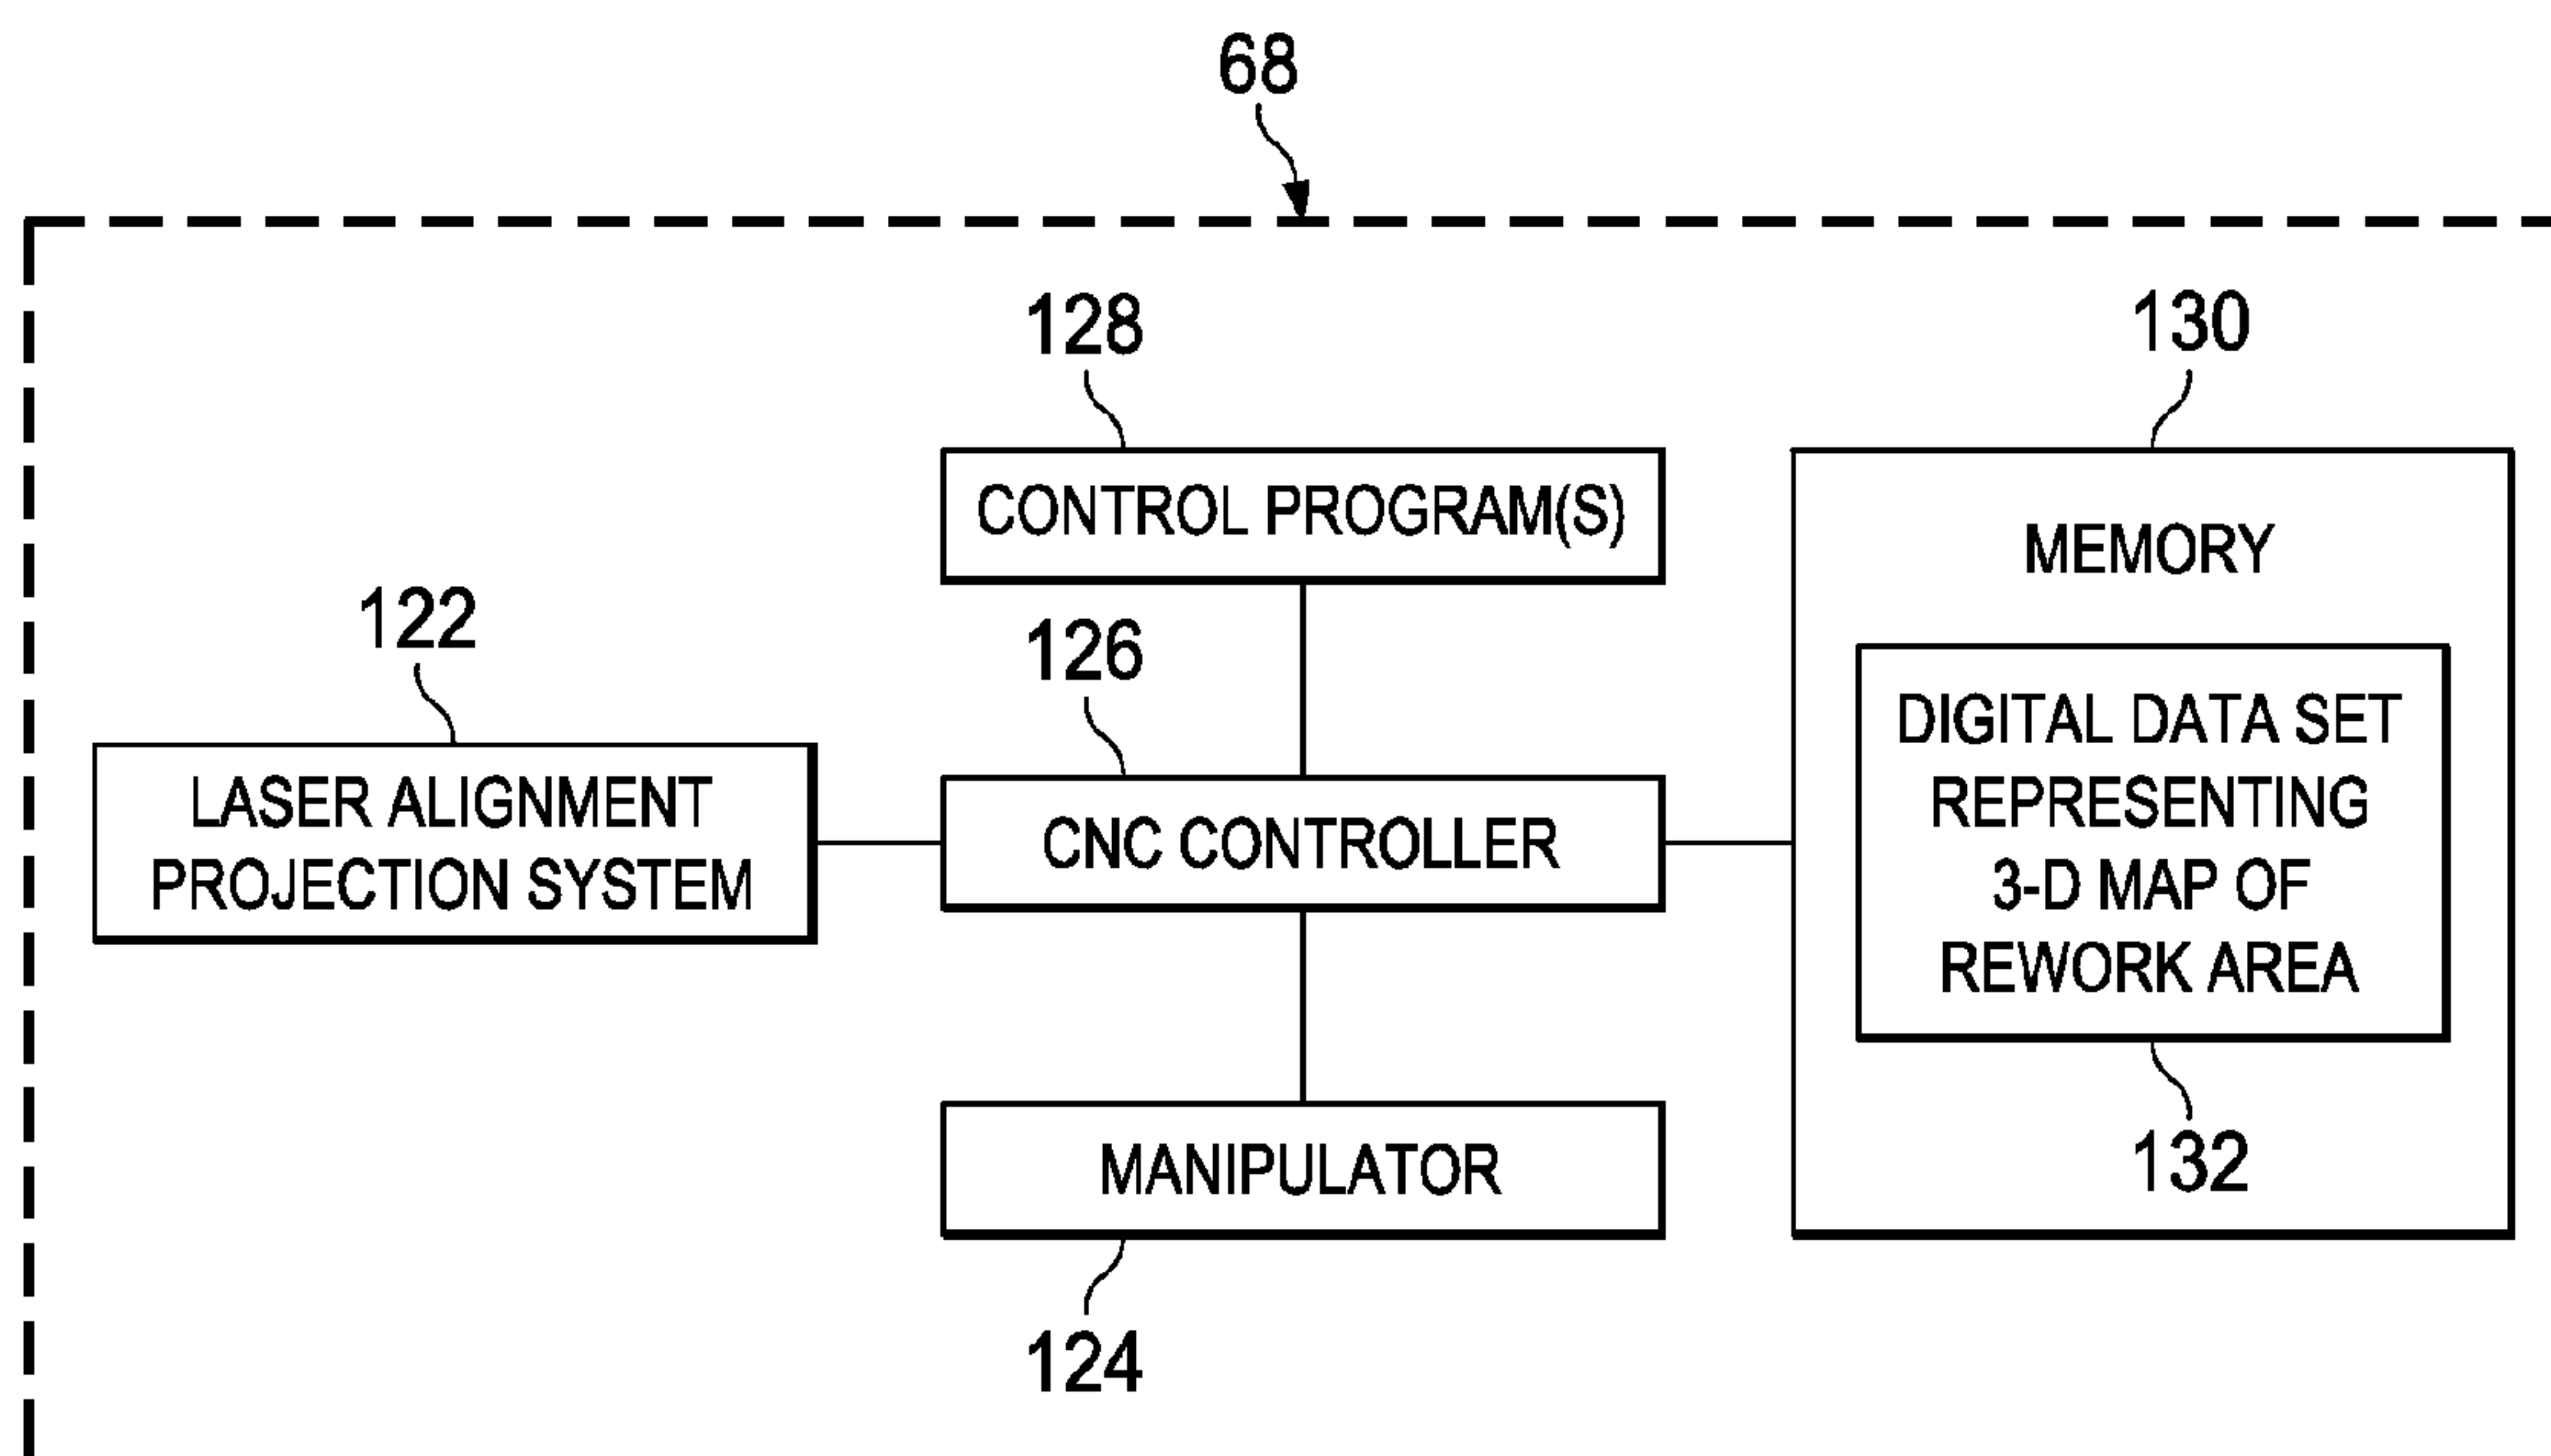 68
128
130
CONTROL PROGRAM(S)
MEMORY
122
126
LASER ALIGNMENT
PROJECTION SYSTEM
CNC CONTROLLER
DIGITAL DATA SET
REPRESENTING
3-D MAP OF
REWORK AREA
MANIPULATOR
132
124